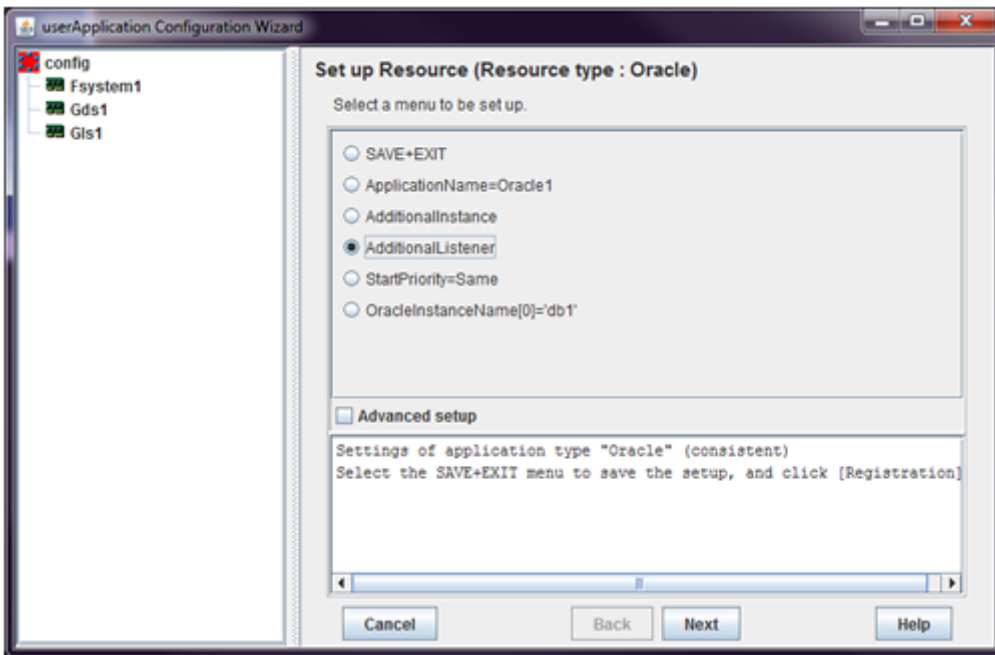 userApplication Configuration Wizard
config
Fsystem1
Gds1
Gls1
Set up Resource (Resource type : Oracle)
Select a menu to be set up.
SAVE+EXIT
ApplicationName=Oracle1
AdditionalInstance
AdditionalListener
StartPriority=Same
OracleInstanceName[0]='db1'
Advanced setup
Settings of application type "Oracle" (consistent)
Select the SAVE+EXIT menu to save the setup, and click [Registration]
Cancel
Back
Next
Help